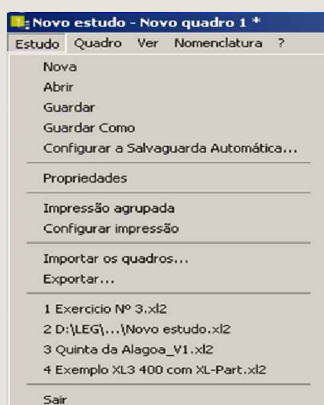 Novo estudo - Novo quadro 1 *
Estudo Quadro Ver Nomenclatura ?
Nova
Abrir
Guardar
Guardar Como
Configurar a Salvaguarda Automática...
Propriedades
Impressão agrupada
Configurar impressão
Importar os quadros...
Exportar...
1 Exercicio Nº 3.xl2
2 D:\LEG\...\Novo estudo.xl2
3 Quinta da Alagoa_V1.xl2
4 Exemplo XL3 400 com XL-Part.xl2
Sair